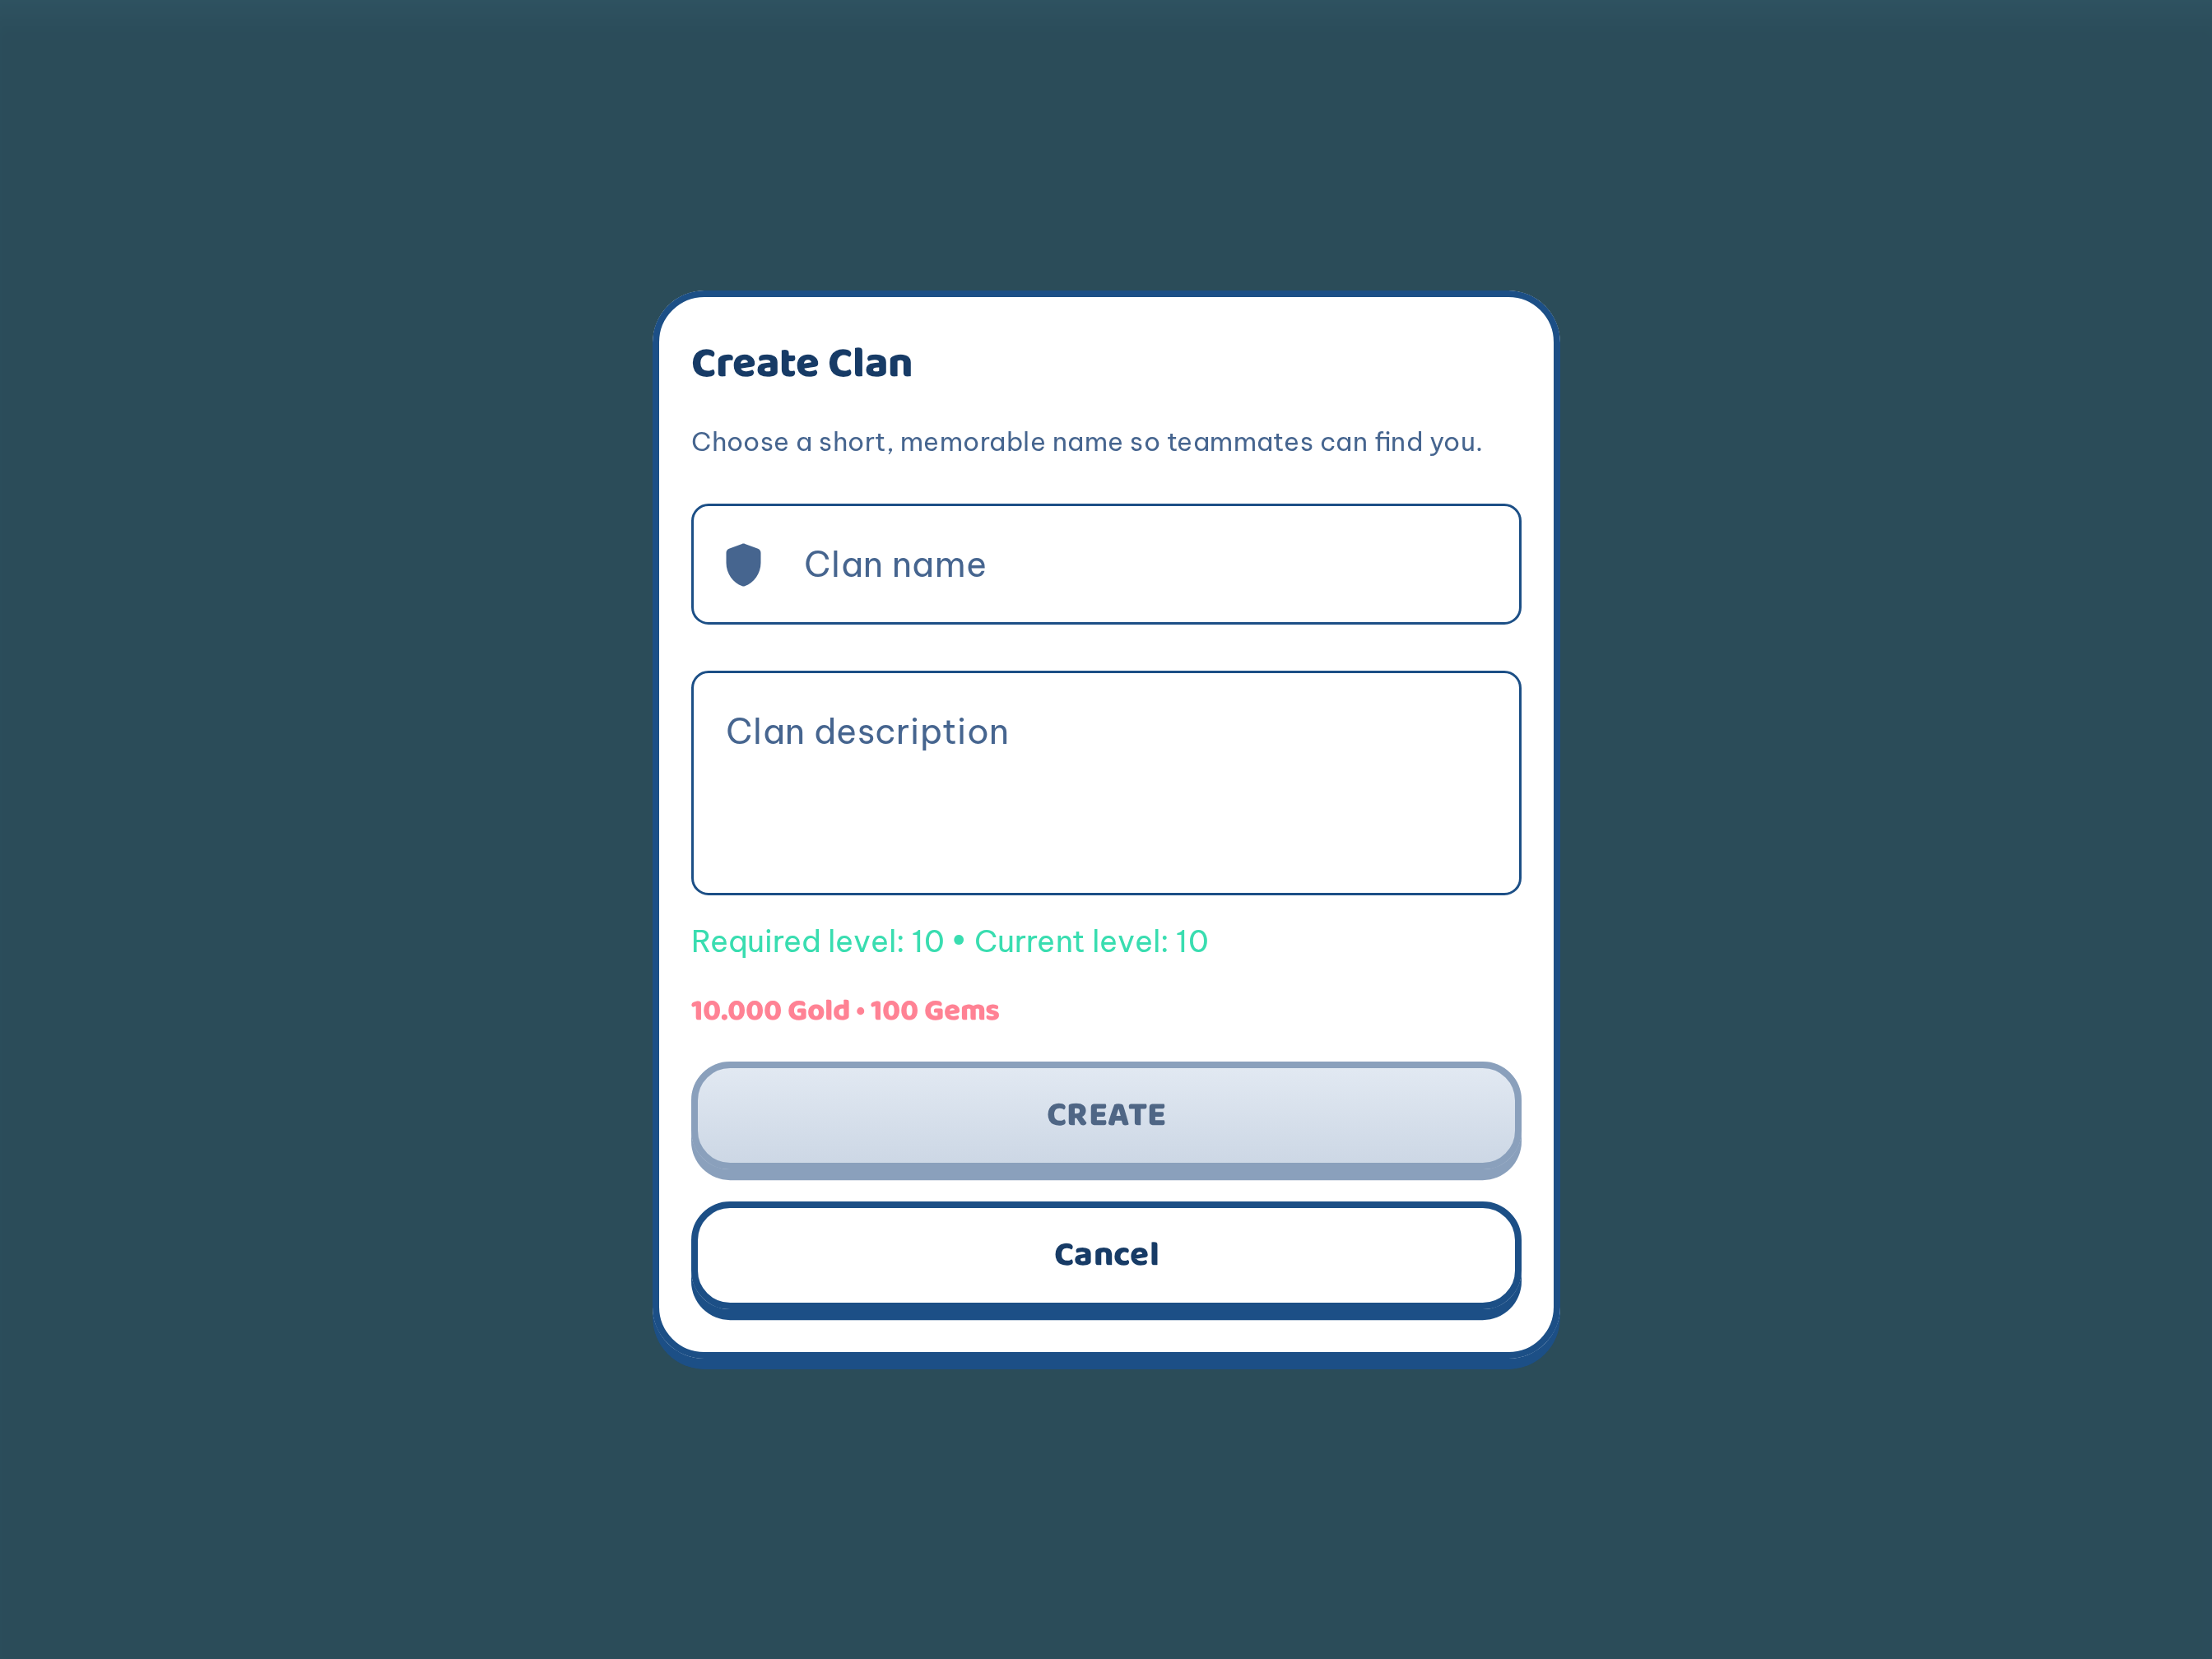 Create Clan
Choose a short, memorable name so teammates can find you.
Clan name
Clan description
Required level: 10 • Current level: 10
10.000 Gold • 100 Gems
CREATE
Cancel